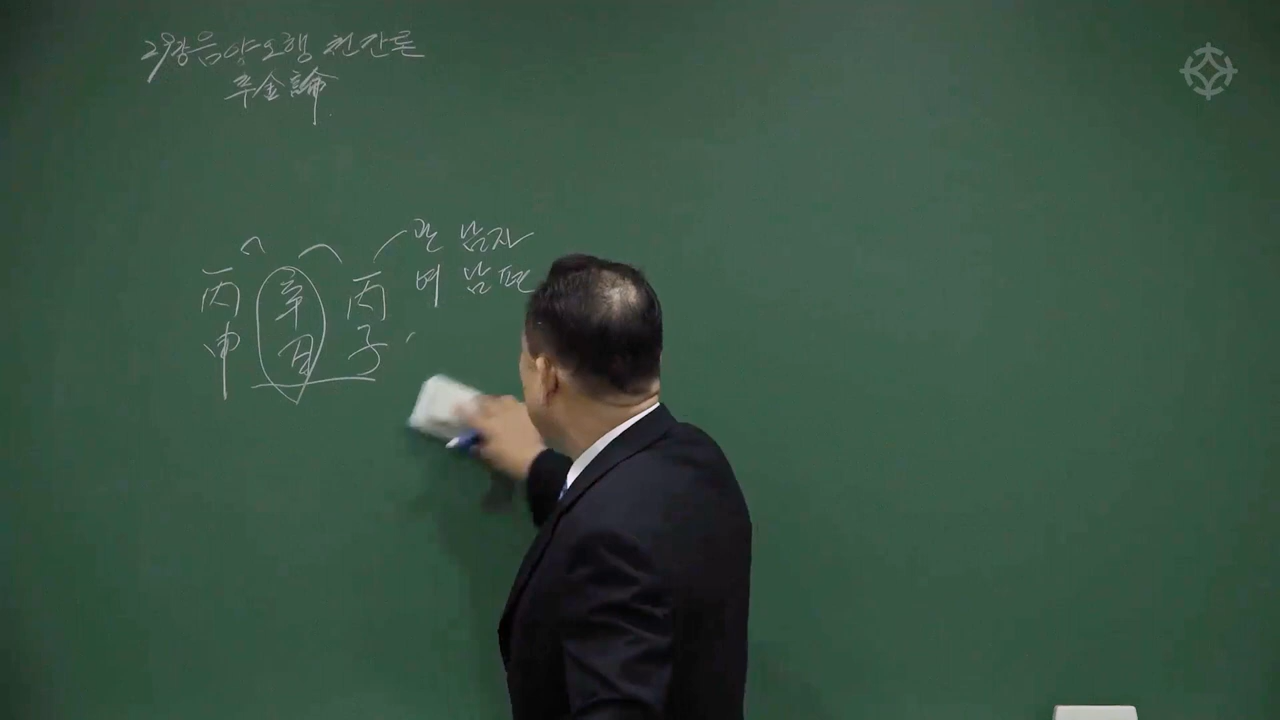 29강 음양오행 천간론
辛金論
관 남자
여 남편
丙 辛 丙
申 丑 子